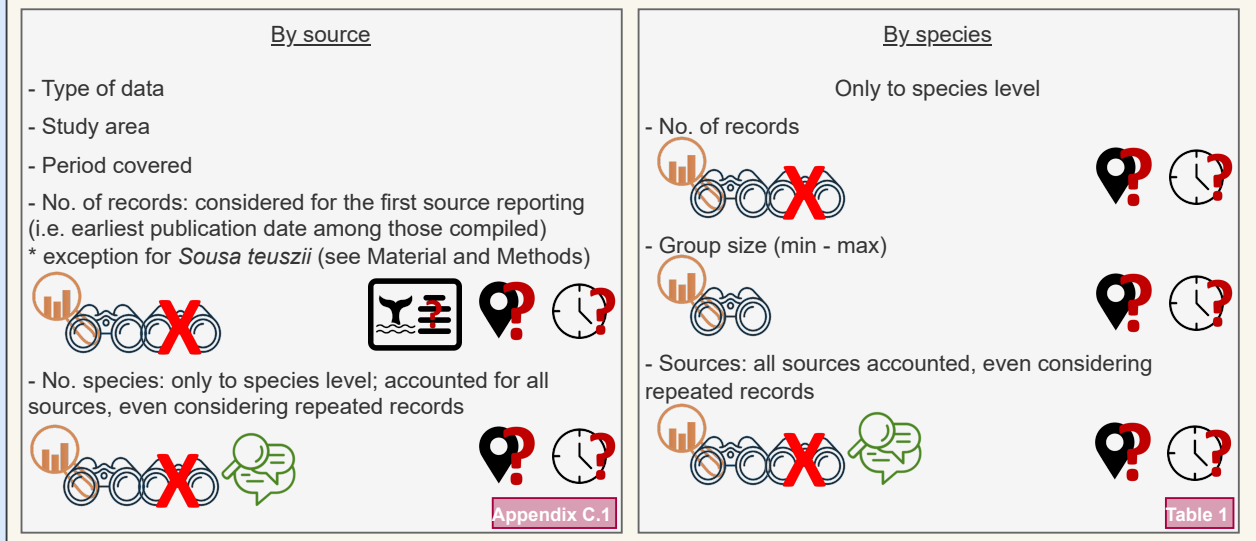 By source
- Type of data
- Study area
- Period covered
- No. of records: considered for the first source reporting
(i.e. earliest publication date among those compiled)
* exception for Sousa teuszii (see Material and Methods)
X
?
?
?
- No. species: only to species level; accounted for all
sources, even considering repeated records
X
?
?
Appendix C.1
By species
Only to species level
- No. of records
X
?
?
- Group size (min - max)
?
?
- Sources: all sources accounted, even considering
repeated records
X
?
?
Table 1